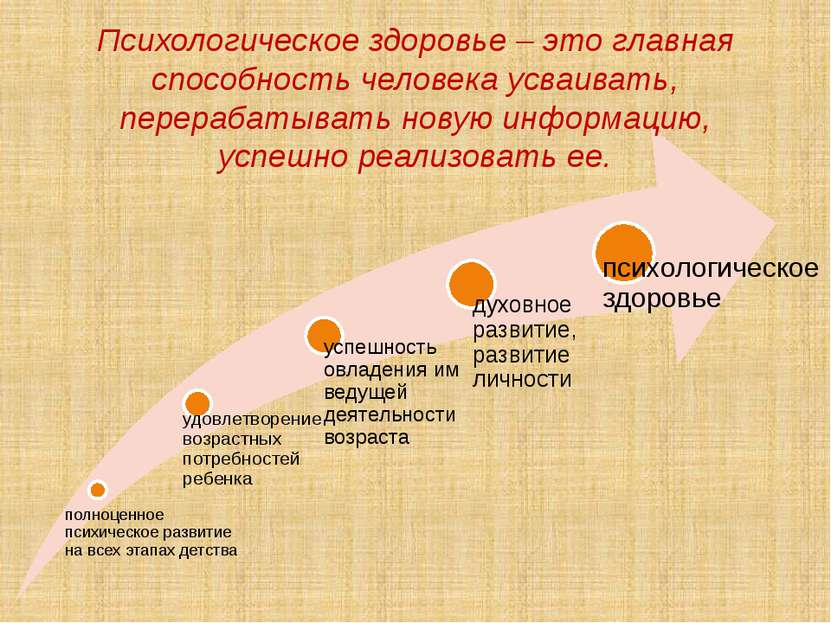 Психологическое здоровье – это главная
способность человека усваивать,
перерабатывать новую информацию,
успешно реализовать ее.
полноценное
психическое развитие
на всех этапах детства
удовлетворение
возрастных
потребностей
ребенка
успешность
овладения им
ведущей
деятельности
возраста
духовное
развитие,
развитие
личности
психологическое
здоровье